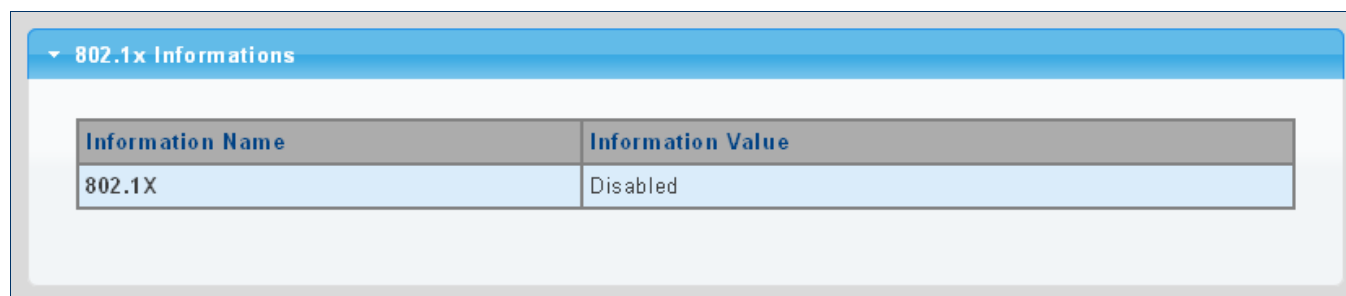 802.1x Informations
Information Name Information Value
802.1X Disabled